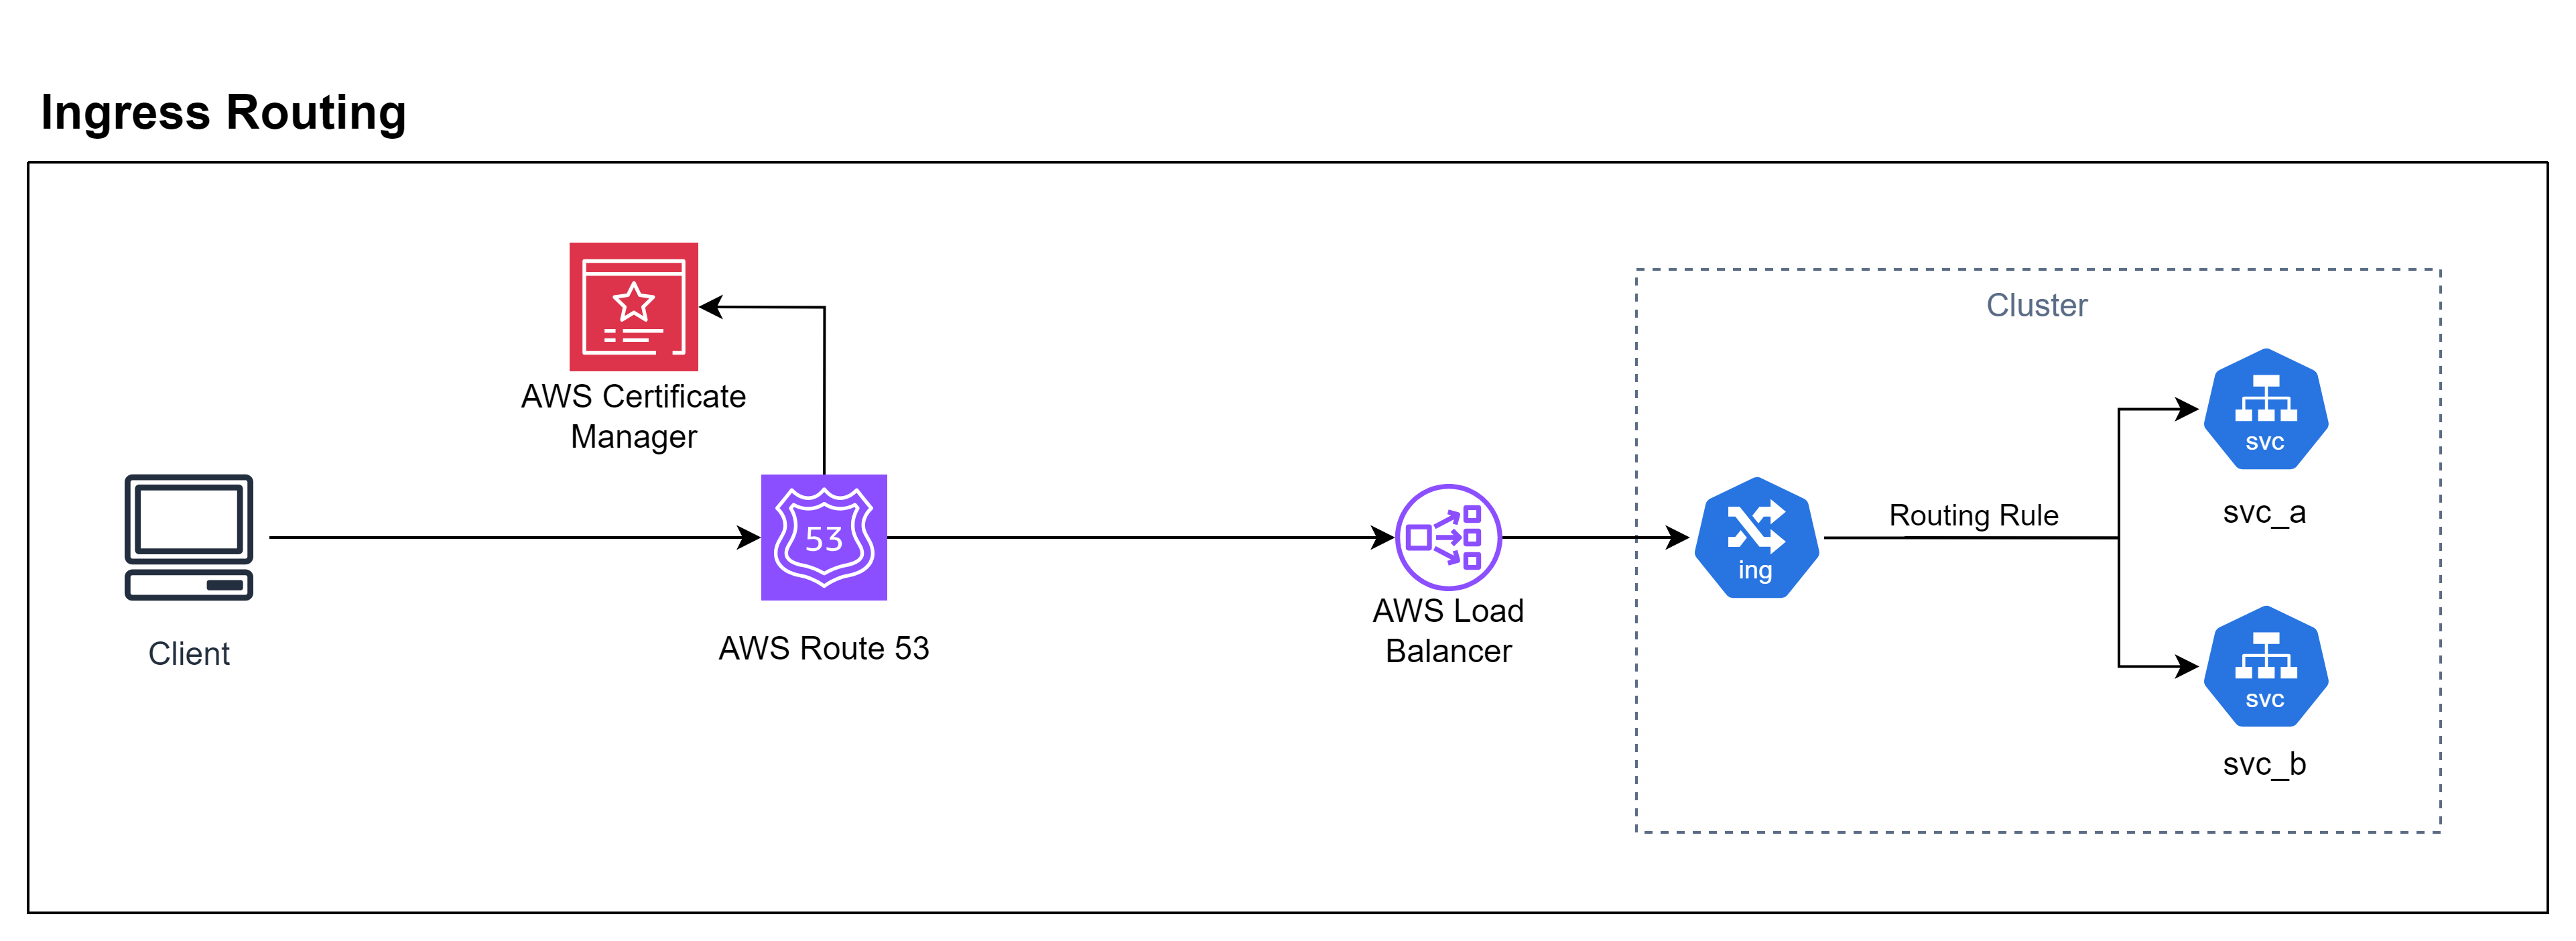 Ingress Routing
AWS Certificate
Manager
Client
53
AWS Route 53
AWS Load
Balancer
Cluster
ing
Routing Rule
svc
svc_a
svc
svc_b